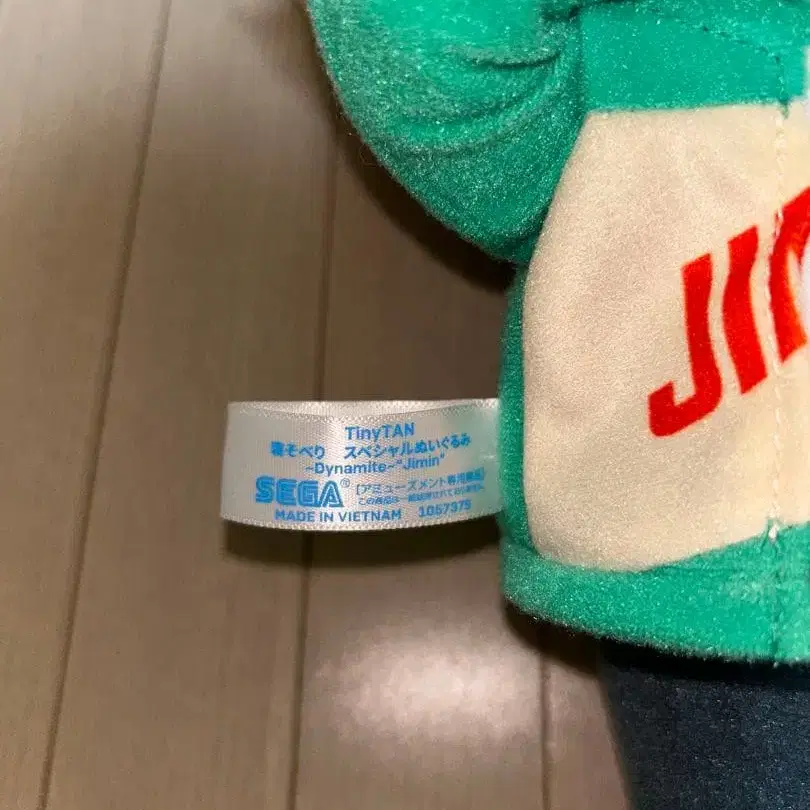 TinyTAN
寝そべり スペシャルぬいぐるみ
~Dynamite~"Jimin"
SEGA® [アミューズメント専用景品]
MADE IN VIETNAM 1057375
JI